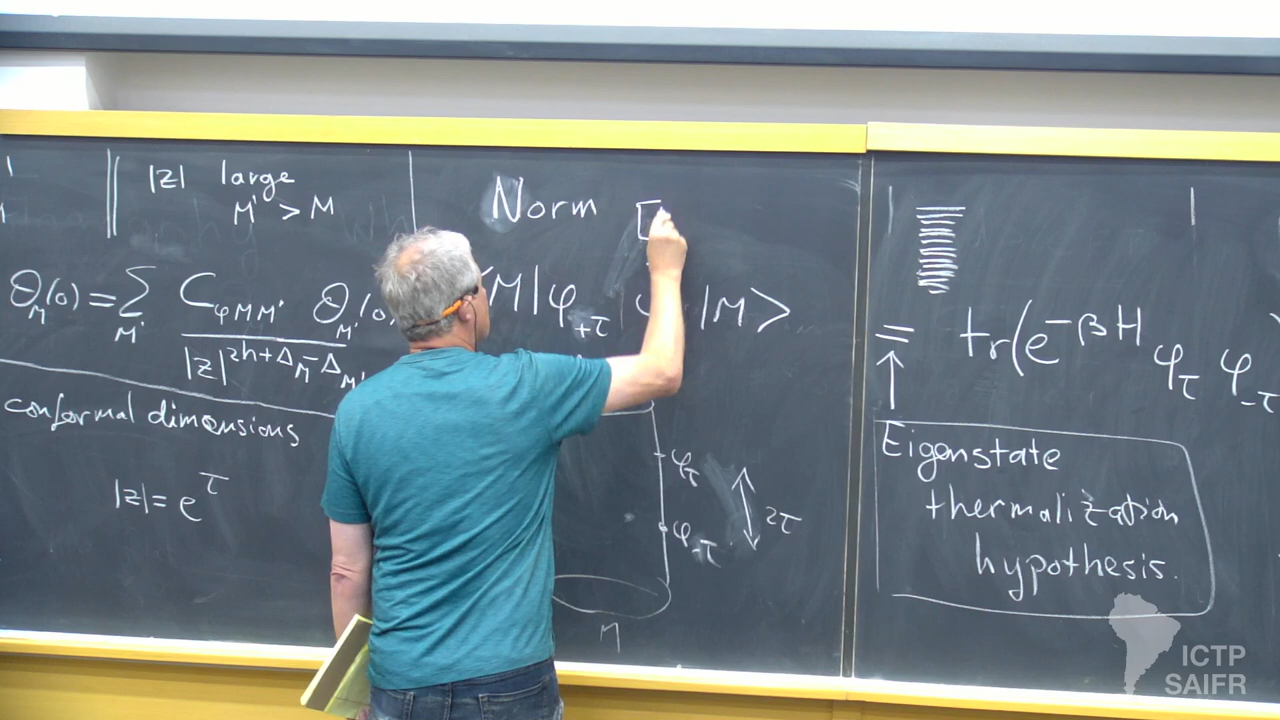 |z| large
M' > M
𝒪_M(0) = Σ_{M'} C_{φMM'} / |z|^{2h+Δ_M-Δ_{M'}} 𝒪_{M'}(0)
conformal dimensions
|z| = e^τ
Norm
M|φ_{+τ}
|M>
φ_τ
φ_{-τ}
2τ
M
= tr(e^{-βH} φ_τ φ_{-τ}
Eigenstate
thermalization
hypothesis.
ICTP
SAIFR